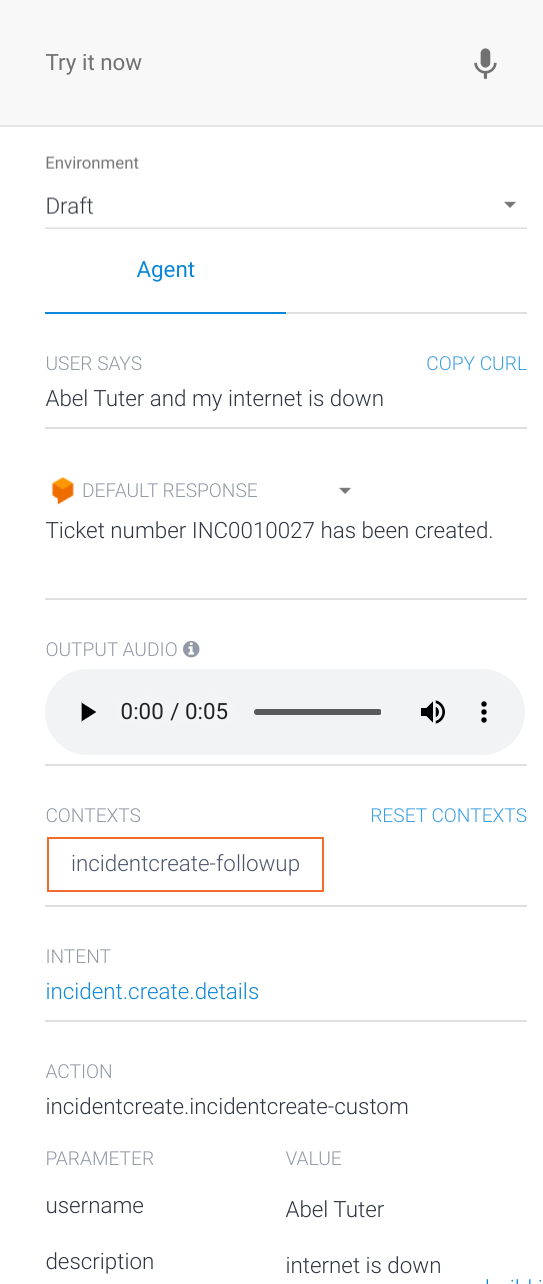 Try it now
Environment
Draft
Agent
USER SAYS COPY CURL
Abel Tuter and my internet is down
DEFAULT RESPONSE
Ticket number INC0010027 has been created.
OUTPUT AUDIO
0:00 / 0:05
CONTEXTS RESET CONTEXTS
incidentcreate-followup
INTENT
incident.create.details
ACTION
incidentcreate.incidentcreate-custom
PARAMETER VALUE
username Abel Tuter
description internet is down